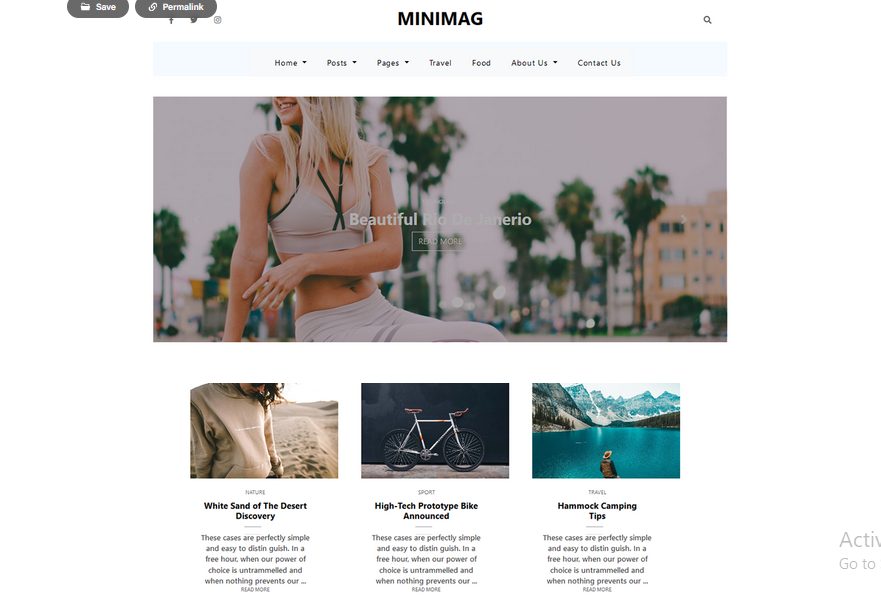 Save
Permalink
MINIMAG
Home
Posts
Pages
Travel
Food
About Us
Contact Us
Beautiful Rio De Janerio
READ MORE
NATURE
White Sand of The Desert
Discovery
These cases are perfectly simple
and easy to distin guish. In a
free hour, when our power of
choice is untrammelled and
when nothing prevents our ...
READ MORE
SPORT
High-Tech Prototype Bike
Announced
These cases are perfectly simple
and easy to distin guish. In a
free hour, when our power of
choice is untrammelled and
when nothing prevents our ...
READ MORE
TRAVEL
Hammock Camping
Tips
These cases are perfectly simple
and easy to distin guish. In a
free hour, when our power of
choice is untrammelled and
when nothing prevents our ...
READ MORE
Activ
Go to